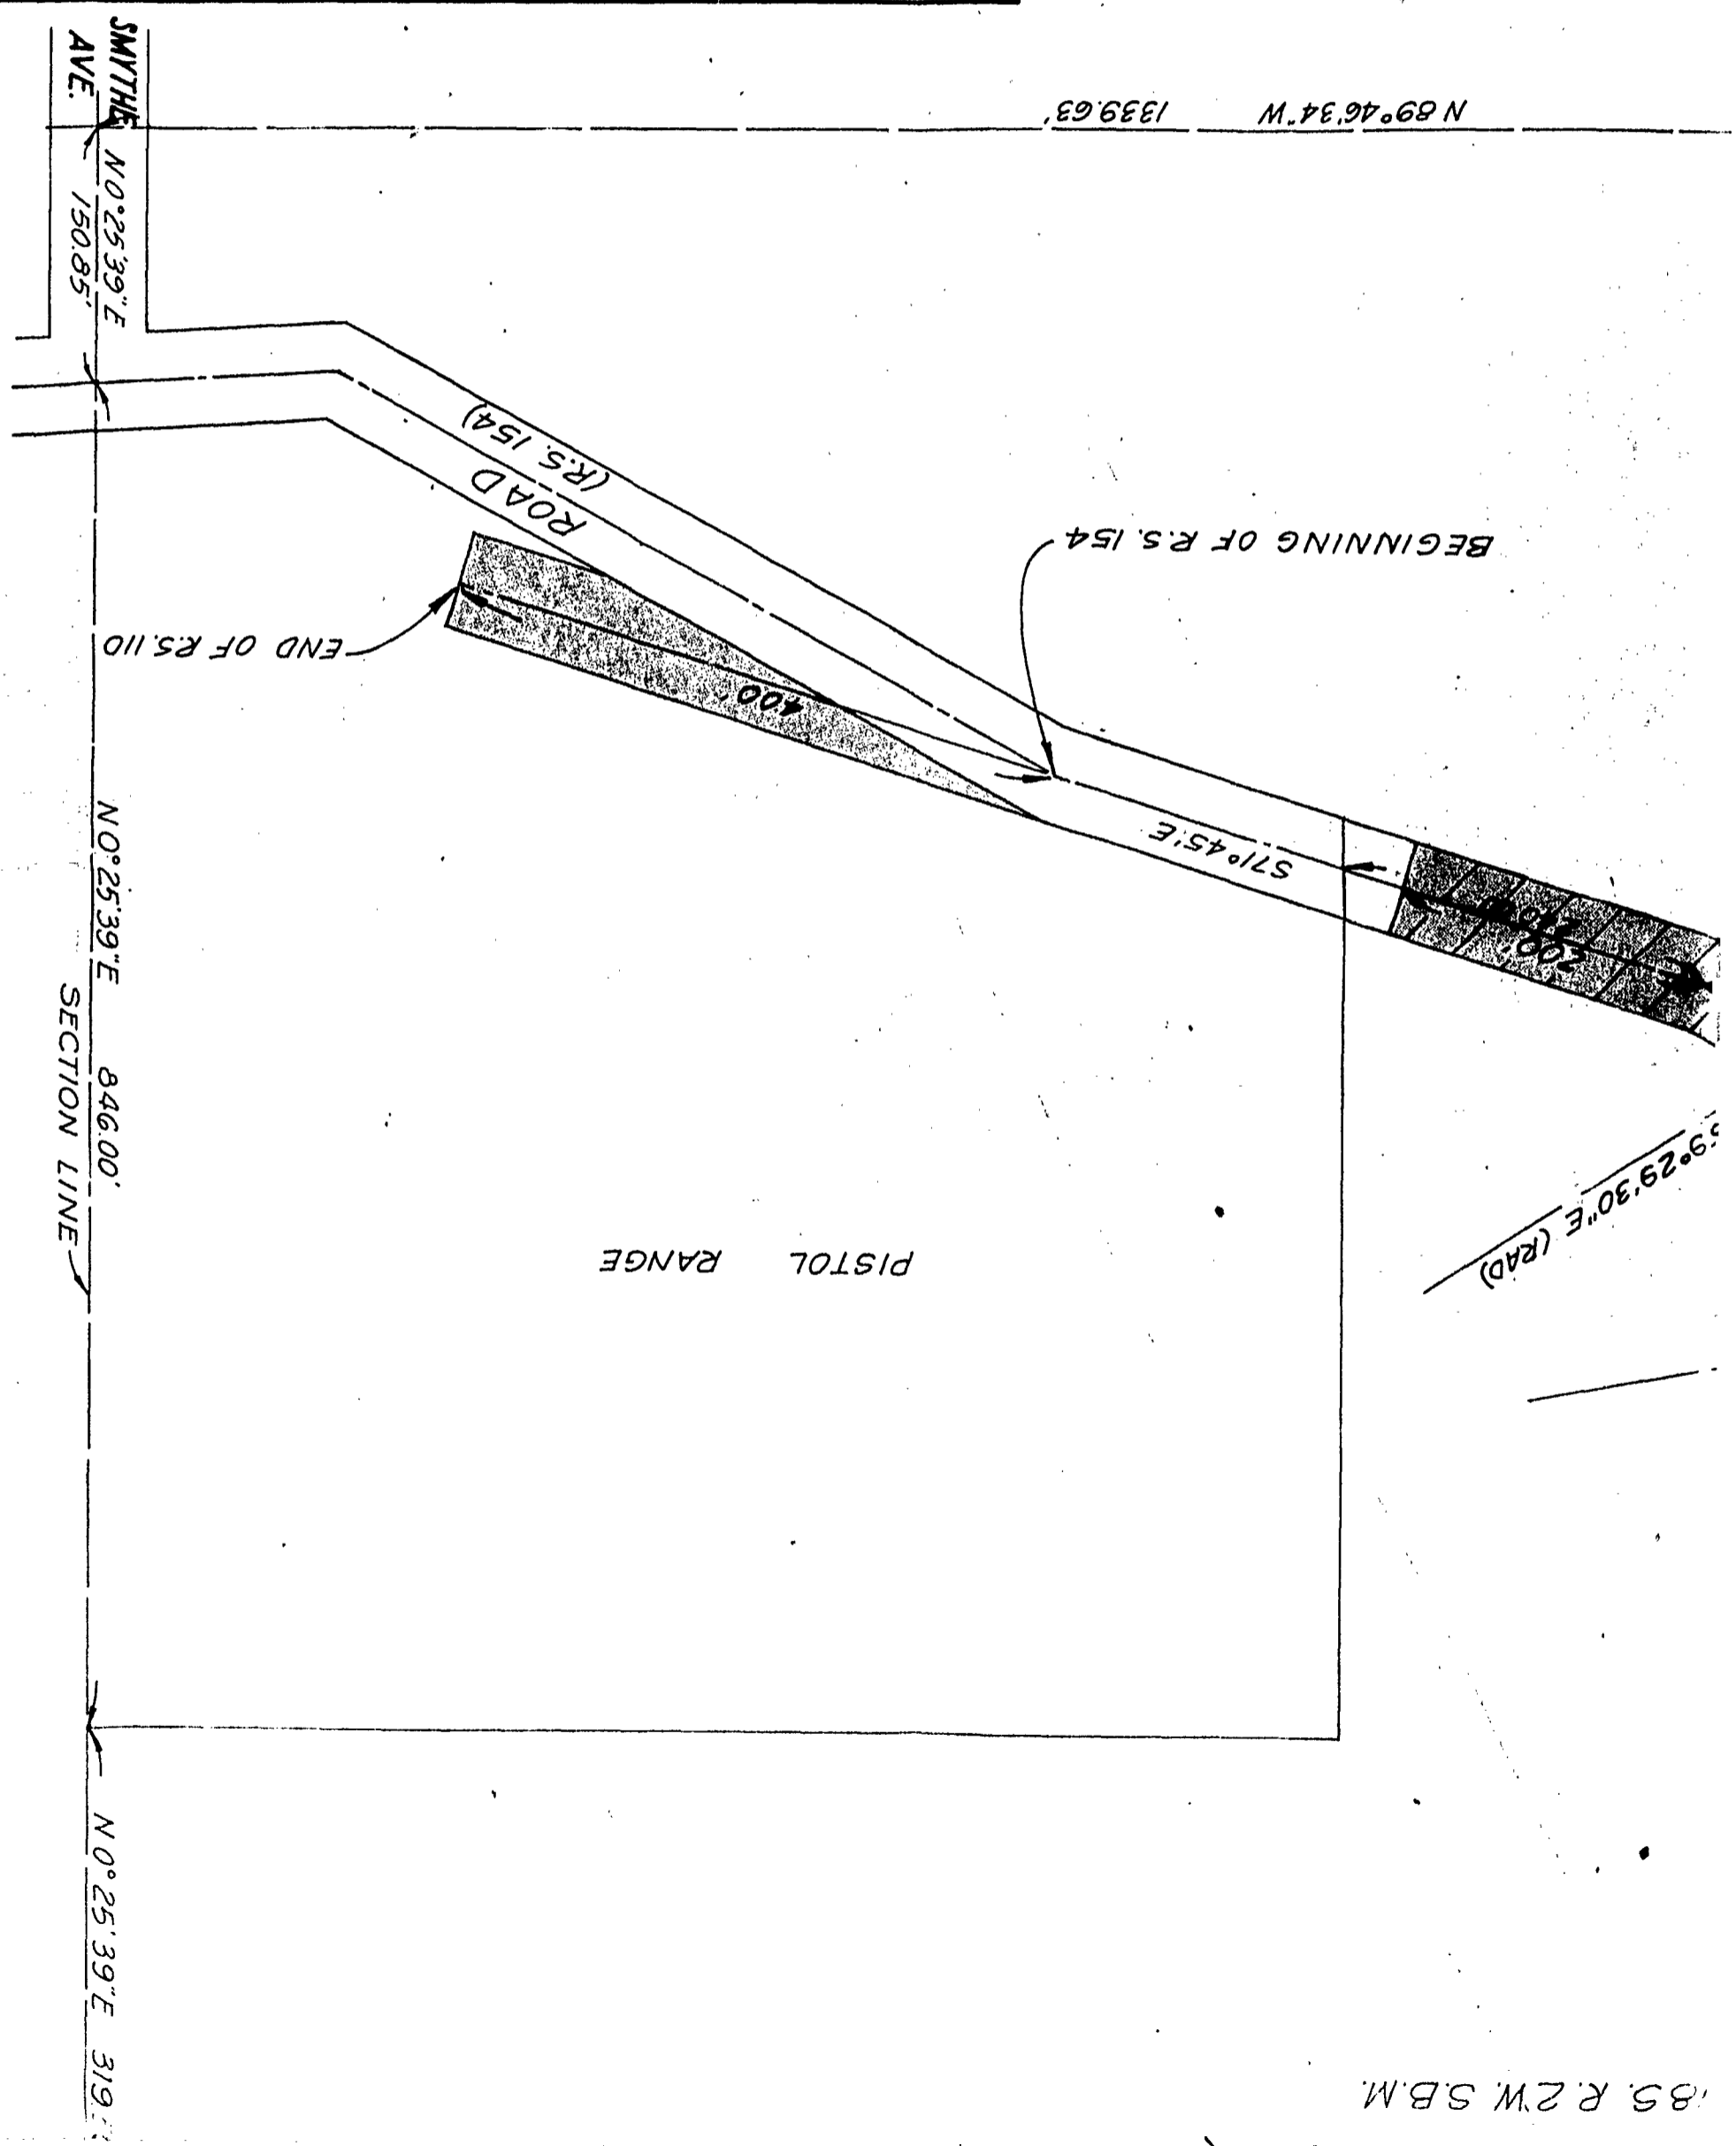 SMYTHE
AVE.
N 0°25'39"E
150.85'
N 89°46'34"W 1339.63'
(R.S. 154)
ROAD
BEGINNING OF R.S. 154
END OF R.S. 110
400'
S71°45'E
200'
N 0°25'39"E 846.00'
SECTION LINE
9°29'30"E (RAD)
PISTOL RANGE
N 0°25'39"E 319.
8S. R.2W. S.B.M.